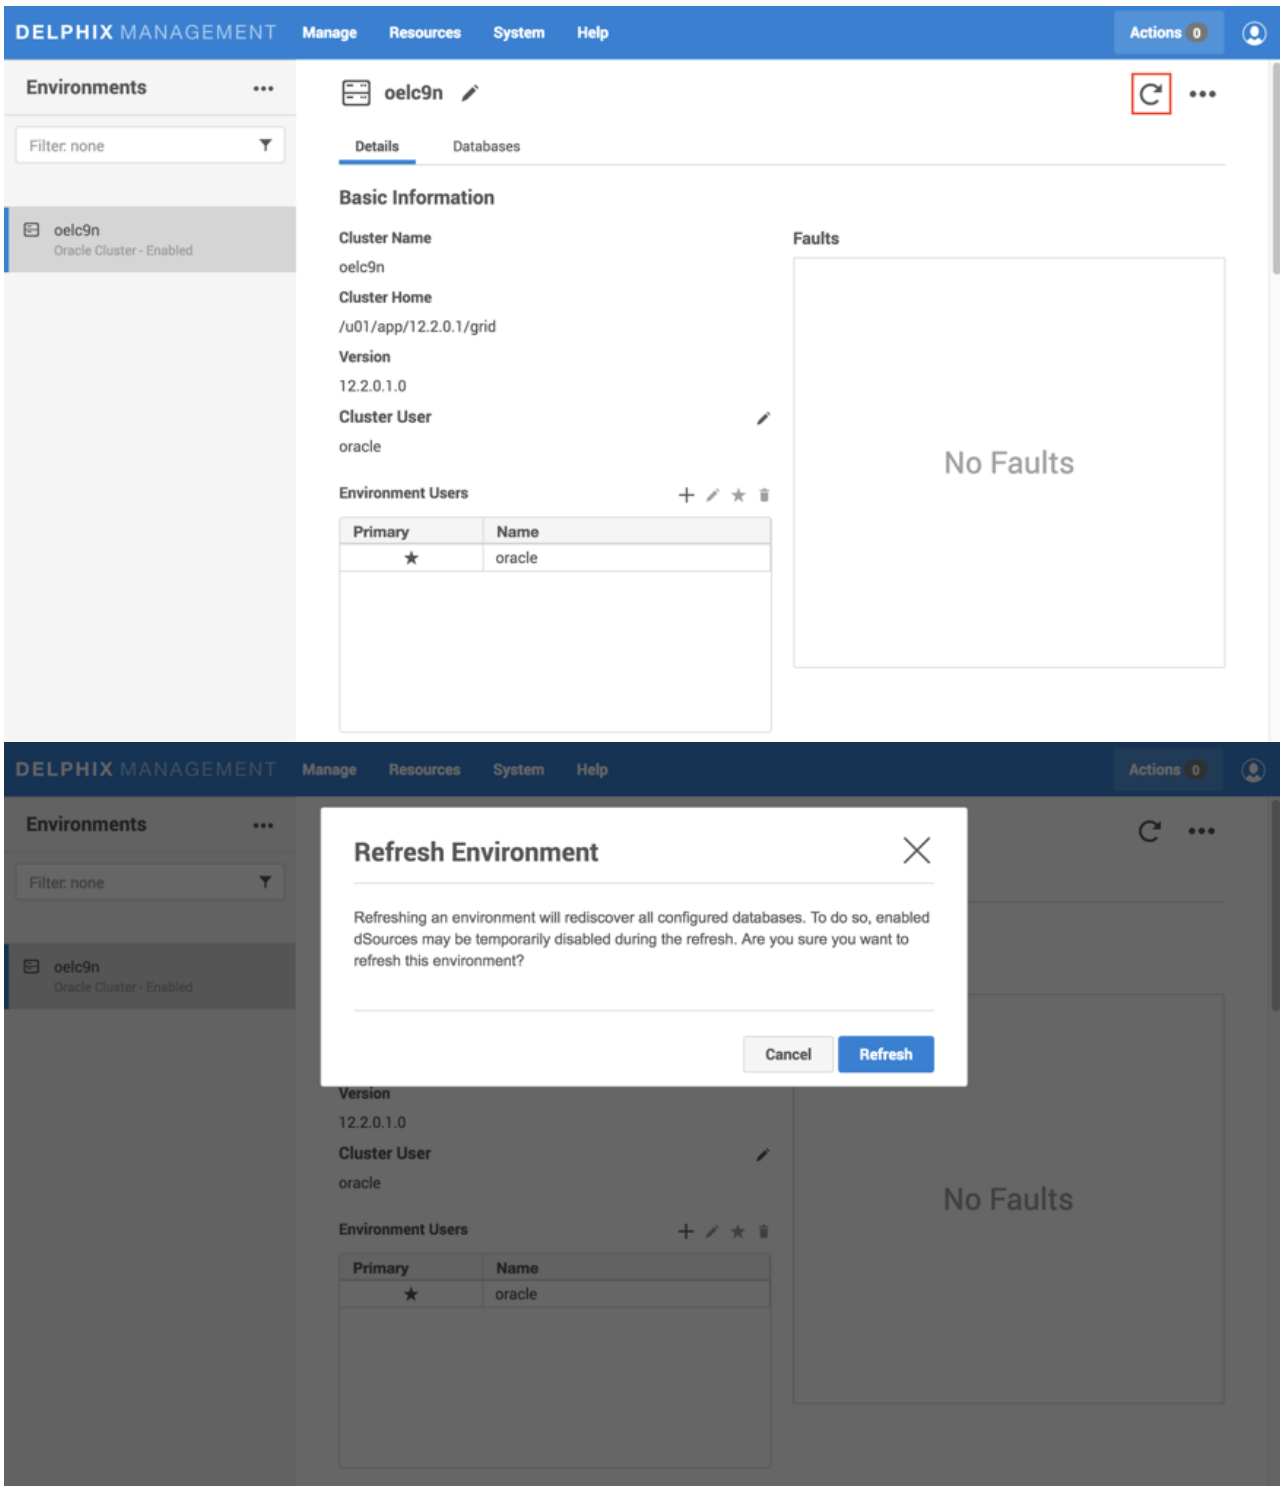 DELPHIX MANAGEMENT Manage Resources System Help Actions 0
Environments
Filter: none
oelc9n
Oracle Cluster - Enabled
oelc9n
Details Databases
Basic Information
Cluster Name
oelc9n
Cluster Home
/u01/app/12.2.0.1/grid
Version
12.2.0.1.0
Cluster User
oracle
Environment Users
Primary Name
oracle
Faults
No Faults
DELPHIX MANAGEMENT Manage Resources System Help Actions 0
Environments
Filter: none
oelc9n
Oracle Cluster - Enabled
Refresh Environment
Refreshing an environment will rediscover all configured databases. To do so, enabled
dSources may be temporarily disabled during the refresh. Are you sure you want to
refresh this environment?
Cancel Refresh
Version
12.2.0.1.0
Cluster User
oracle
Environment Users
Primary Name
oracle
No Faults